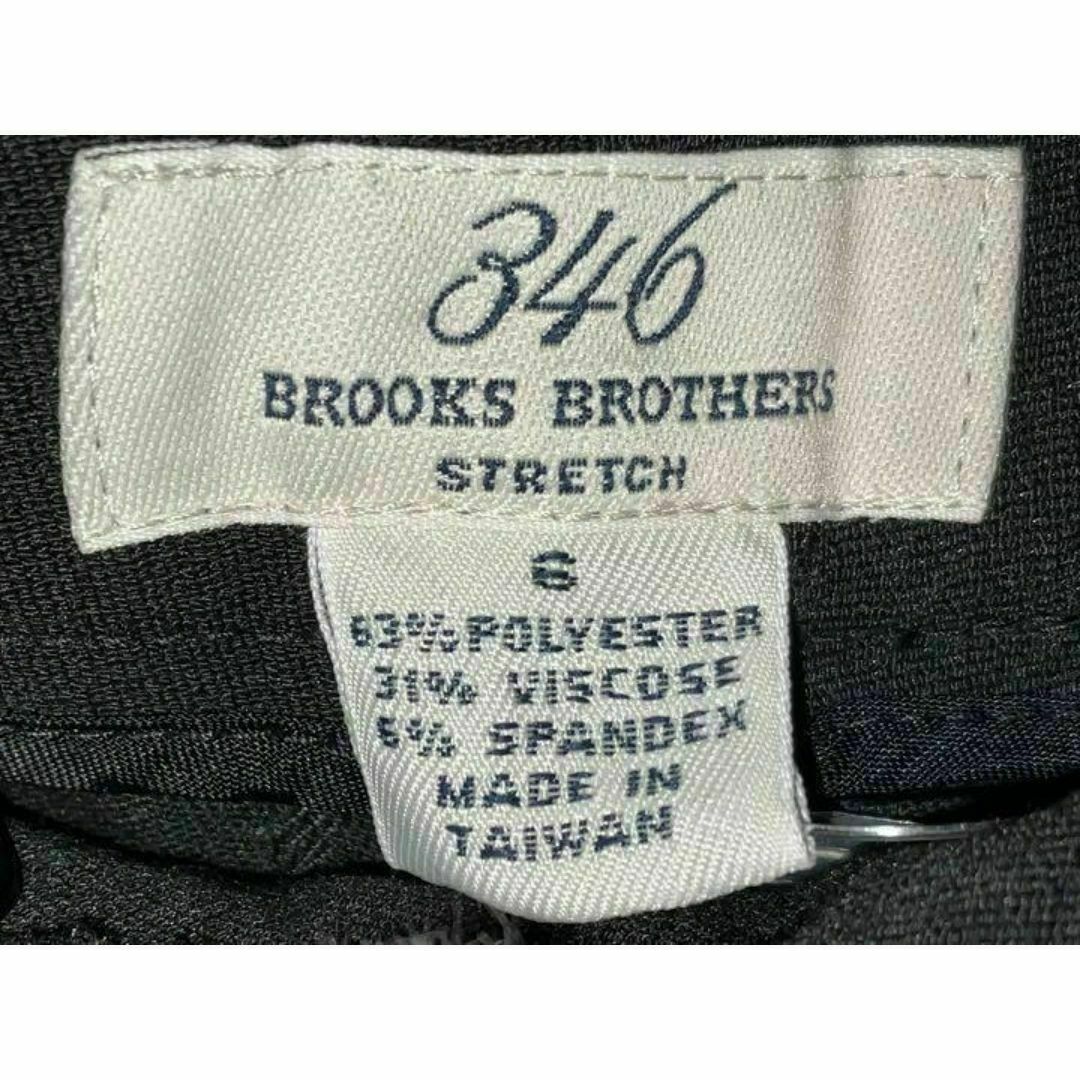 346
BROOKS BROTHERS
STRETCH
6
63% POLYESTER
31% VISCOSE
6% SPANDEX
MADE IN
TAIWAN